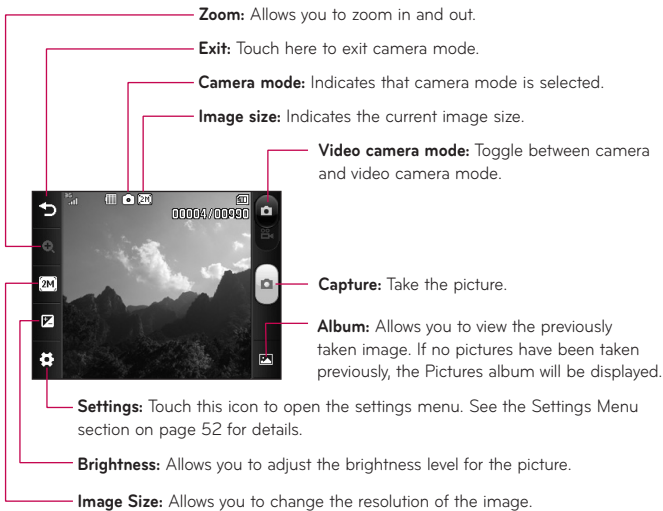 Zoom: Allows you to zoom in and out.
Exit: Touch here to exit camera mode.
Camera mode: Indicates that camera mode is selected.
Image size: Indicates the current image size.
Video camera mode: Toggle between camera
and video camera mode.
3G
2M
00004/00990
2M
Capture: Take the picture.
Album: Allows you to view the previously
taken image. If no pictures have been taken
previously, the Pictures album will be displayed.
Settings: Touch this icon to open the settings menu. See the Settings Menu
section on page 52 for details.
Brightness: Allows you to adjust the brightness level for the picture.
Image Size: Allows you to change the resolution of the image.